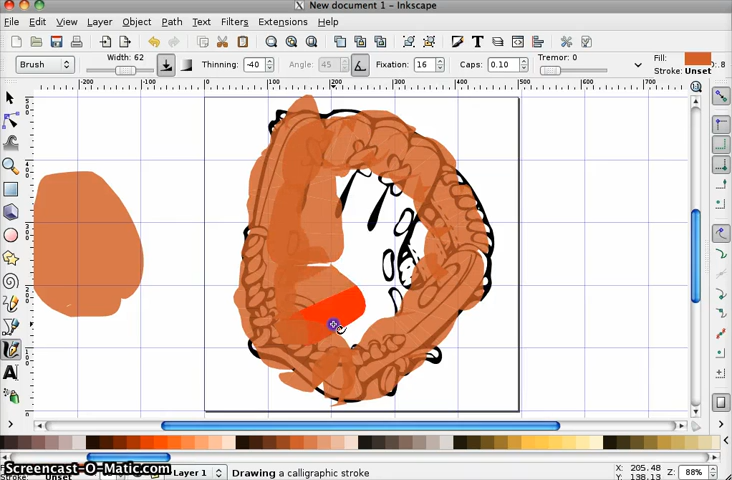 New document 1 - Inkscape
File Edit View Layer Object Path Text Filters Extensions Help
Brush Width: 62 Thinning: -40 Angle: 45 Fixation: 16 Caps: 0.10 Tremor: 0 Fill:
Stroke: Unset
Screencast-O-Matic.com
Stroke: Unset Layer 1 Drawing a calligraphic stroke X: 205.48 Z: 88%
Y: 138.13